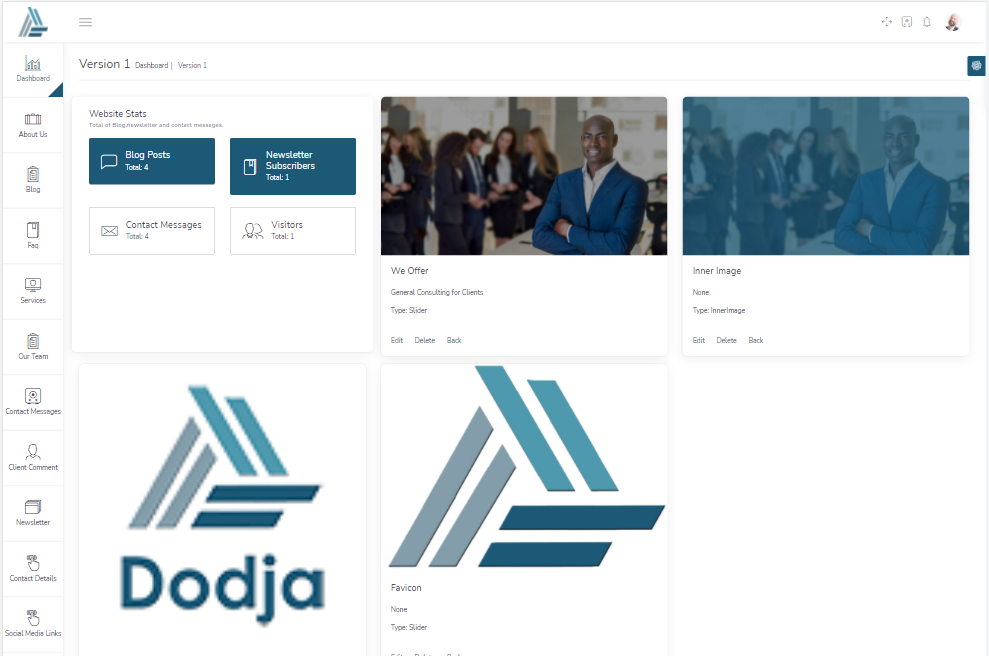 Dashboard
About Us
Blog
Faq
Services
Our Team
Contact Messages
Client Comment
Newsletter
Contact Details
Social Media Links
Version 1 Dashboard | Version 1
Website Stats
Total of Blog,newsletter and contact messages.
Blog Posts
Total: 4
Newsletter
Subscribers
Total: 1
Contact Messages
Total: 4
Visitors
Total: 1
We Offer
General Consulting for Clients
Type: Slider
Edit Delete Back
Inner Image
None
Type: InnerImage
Edit Delete Back
Dodja
Favicon
None
Type: Slider